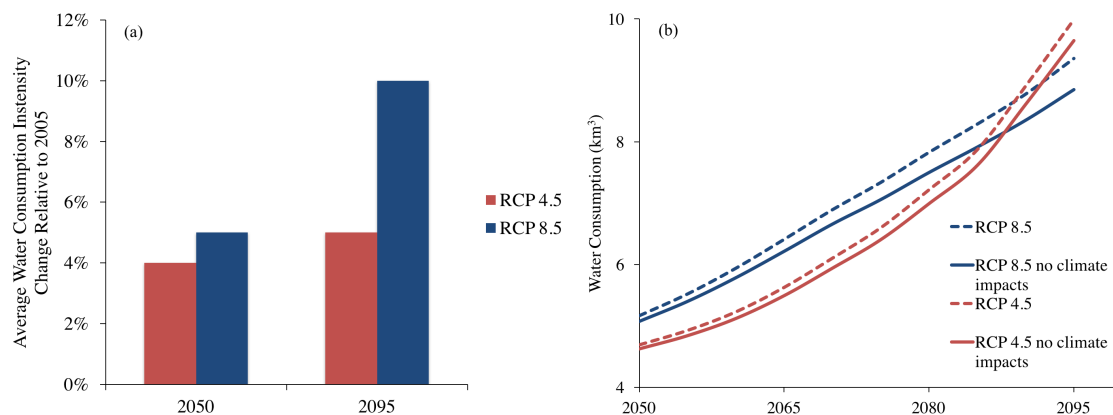 (a)
Average Water Consumption Instensity
Change Relative to 2005
12%
10%
8%
6%
4%
2%
0%
2050
2095
RCP 4.5
RCP 8.5
(b)
Water Consumption (km³)
10
8
6
4
2050
2065
2080
2095
RCP 8.5
RCP 8.5 no climate
impacts
RCP 4.5
RCP 4.5 no climate
impacts